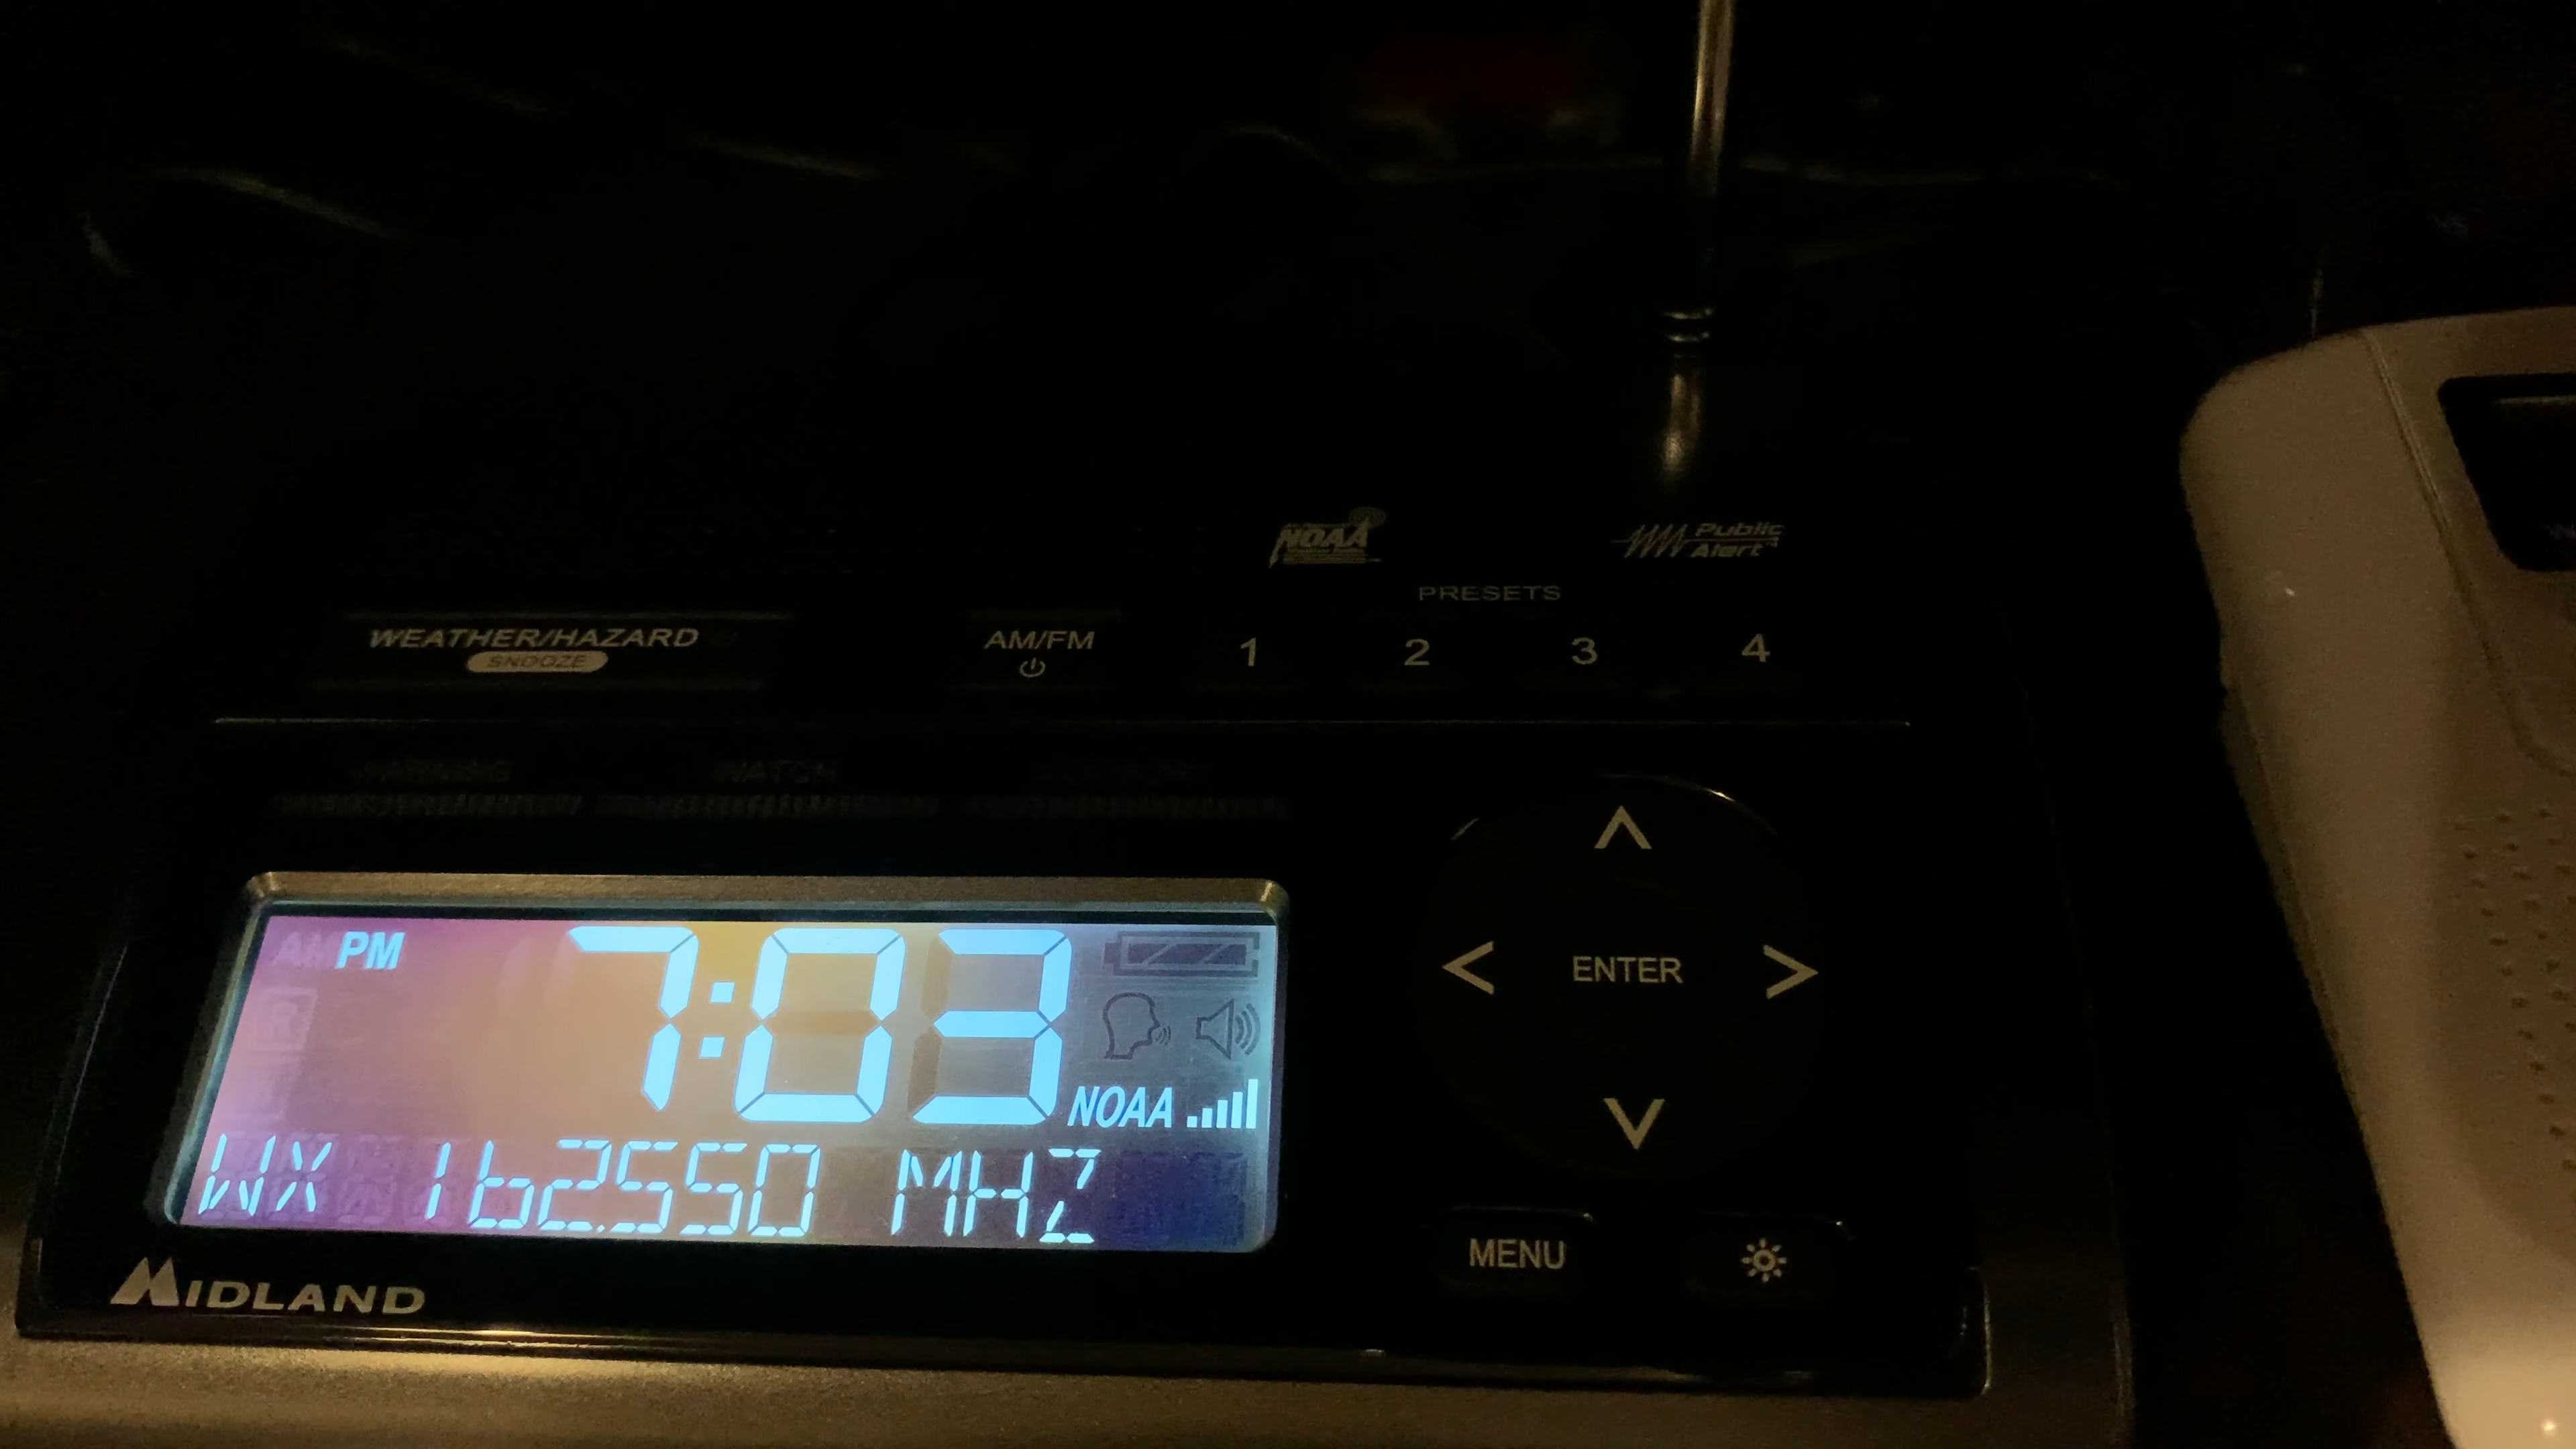 NOAA
Public Alert
PRESETS
WEATHER/HAZARD
SNOOZE
AM/FM 1 2 3 4
WATCH
AM PM 7:03
NOAA
WX 162.550 MHZ
ENTER
MENU
MIDLAND